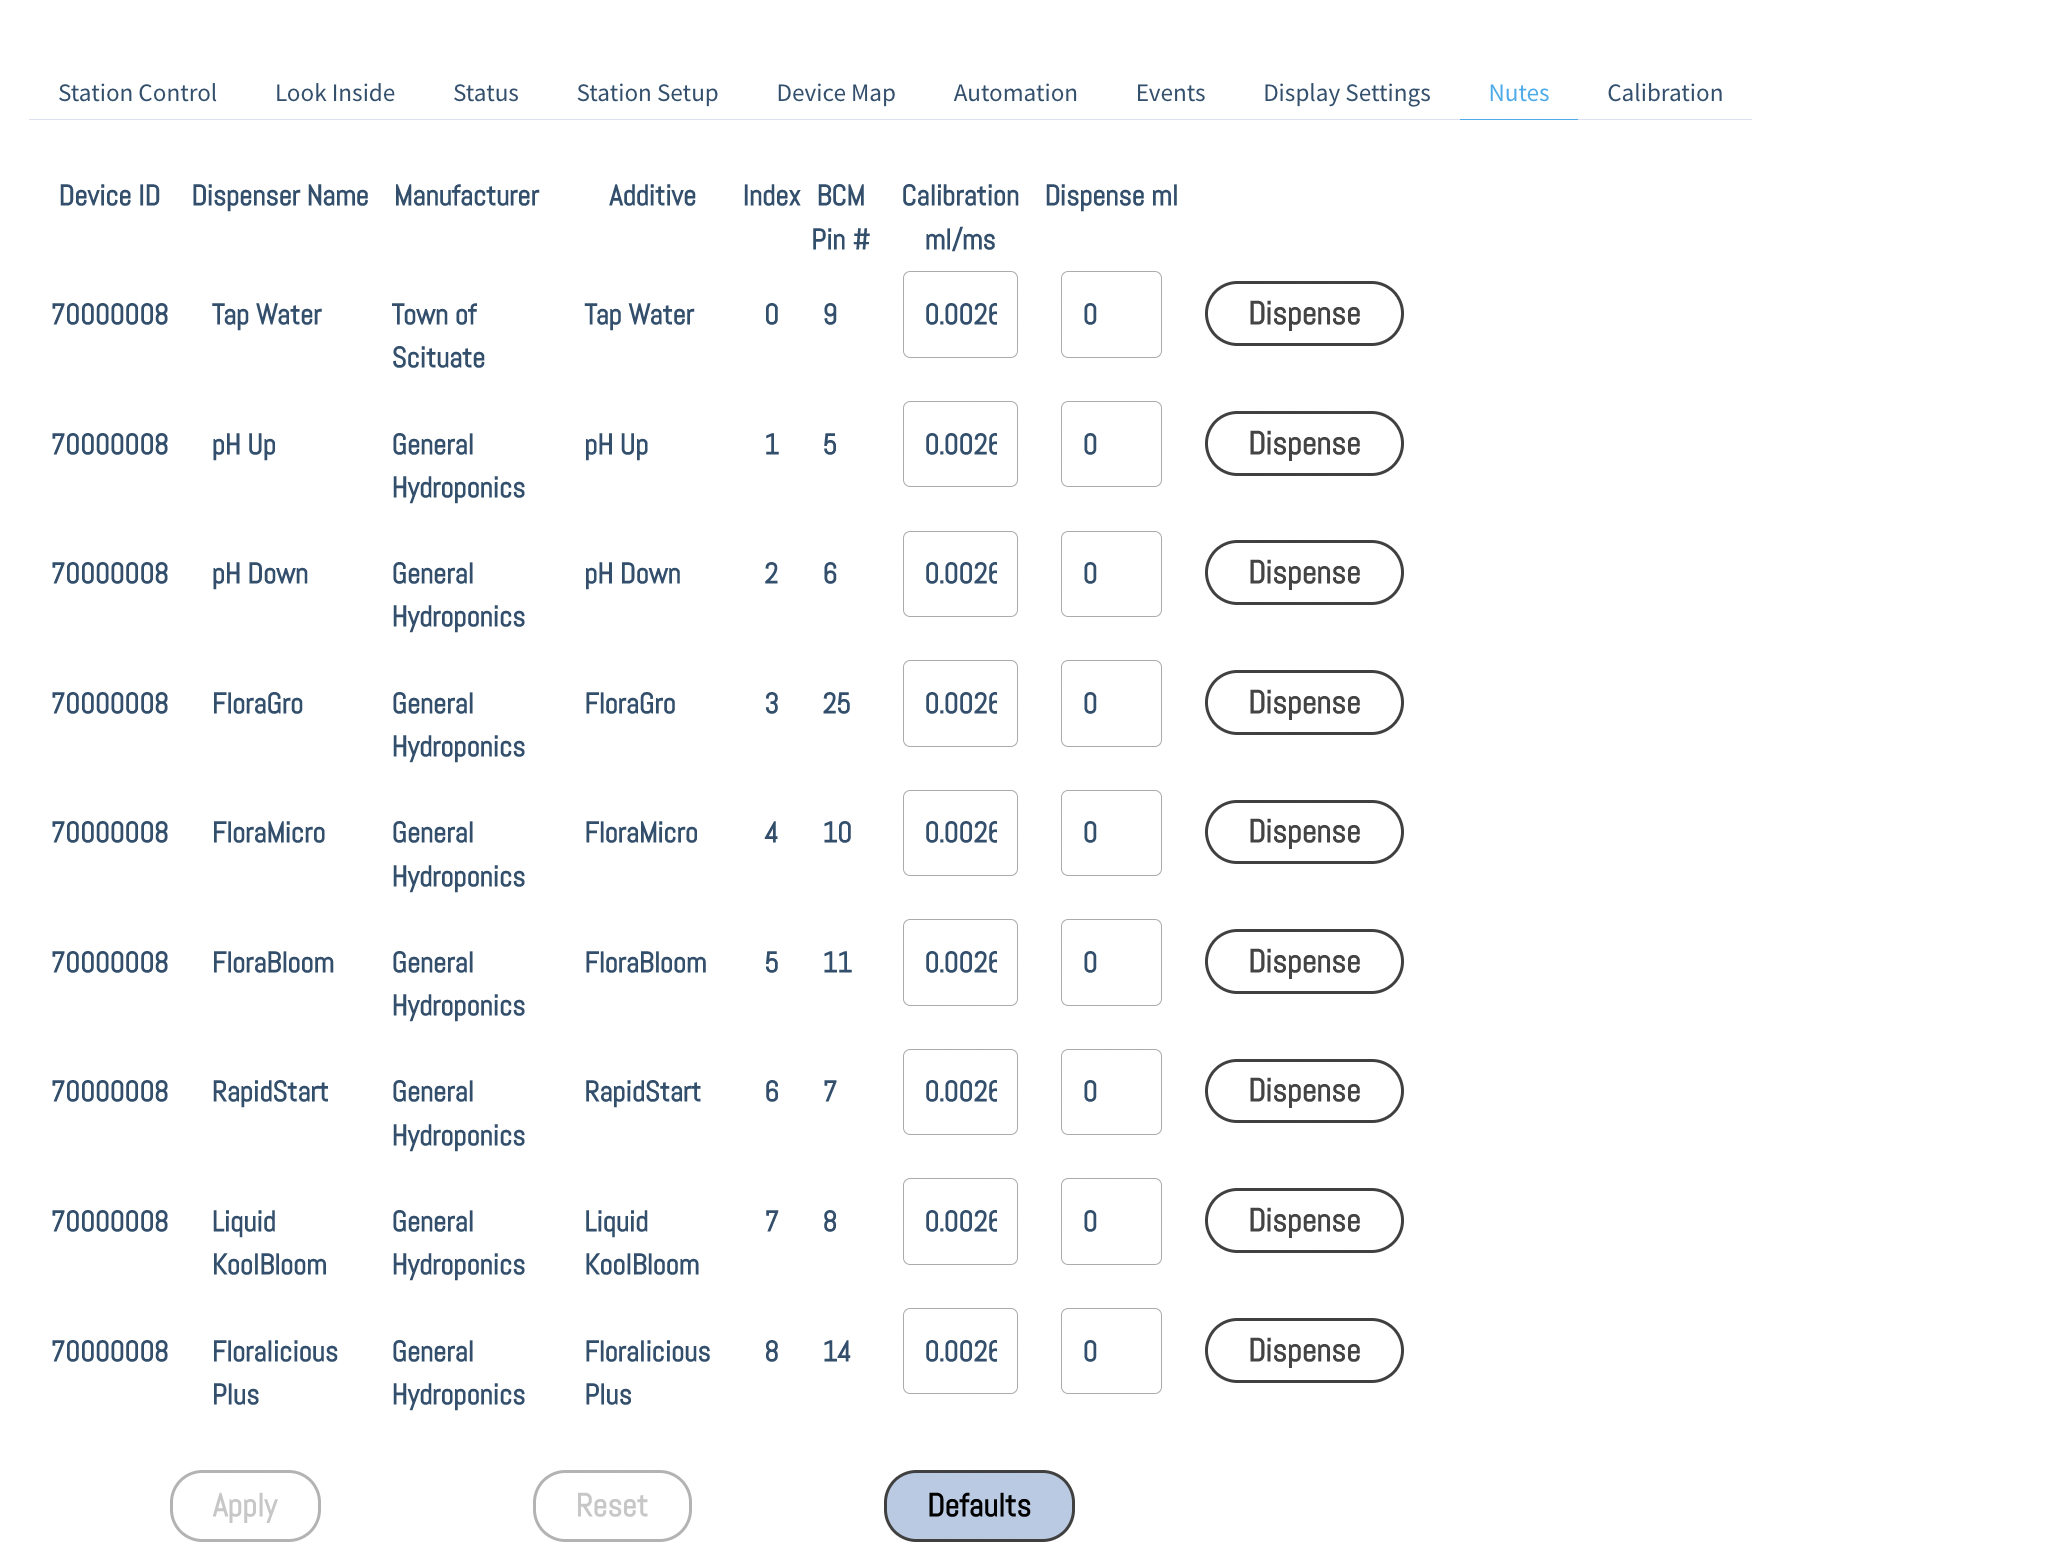 Station Control Look Inside Status Station Setup Device Map Automation Events Display Settings Nutes Calibration
Device ID Dispenser Name Manufacturer Additive Index BCM Calibration Dispense ml
Pin # ml/ms
70000008 Tap Water Town of Tap Water 0 9 0.0026 0 Dispense
Scituate
70000008 pH Up General pH Up 1 5 0.0026 0 Dispense
Hydroponics
70000008 pH Down General pH Down 2 6 0.0026 0 Dispense
Hydroponics
70000008 FloraGro General FloraGro 3 25 0.0026 0 Dispense
Hydroponics
70000008 FloraMicro General FloraMicro 4 10 0.0026 0 Dispense
Hydroponics
70000008 FloraBloom General FloraBloom 5 11 0.0026 0 Dispense
Hydroponics
70000008 RapidStart General RapidStart 6 7 0.0026 0 Dispense
Hydroponics
70000008 Liquid General Liquid 7 8 0.0026 0 Dispense
KoolBloom Hydroponics KoolBloom
70000008 Floralicious General Floralicious 8 14 0.0026 0 Dispense
Plus Hydroponics Plus
Apply Reset Defaults